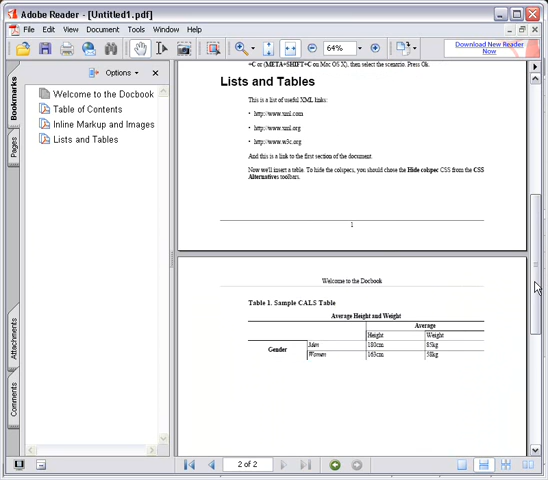 Adobe Reader - [Untitled1.pdf]
File Edit View Document Tools Window Help
64%
Download New Reader Now
Options
Bookmarks
Pages
Attachments
Comments
Welcome to the Docbook
Table of Contents
Inline Markup and Images
Lists and Tables
=C or (META+SHIFT+C on Mac OS X), then select the scenario. Press Ok.
Lists and Tables
This is a list of useful XML links:
• http://www.xml.com
• http://www.xml.org
• http://www.w3c.org
And this is a link to the first section of the document.
Now we'll insert a table. To hide the colspecs, you should chose the Hide colspec CSS from the CSS
Alternatives toolbars.
1
Welcome to the Docbook
Table 1. Sample CALS Table
Average Height and Weight
Average
Height Weight
Gender Men 180cm 85kg
Women 163cm 58kg
2 of 2